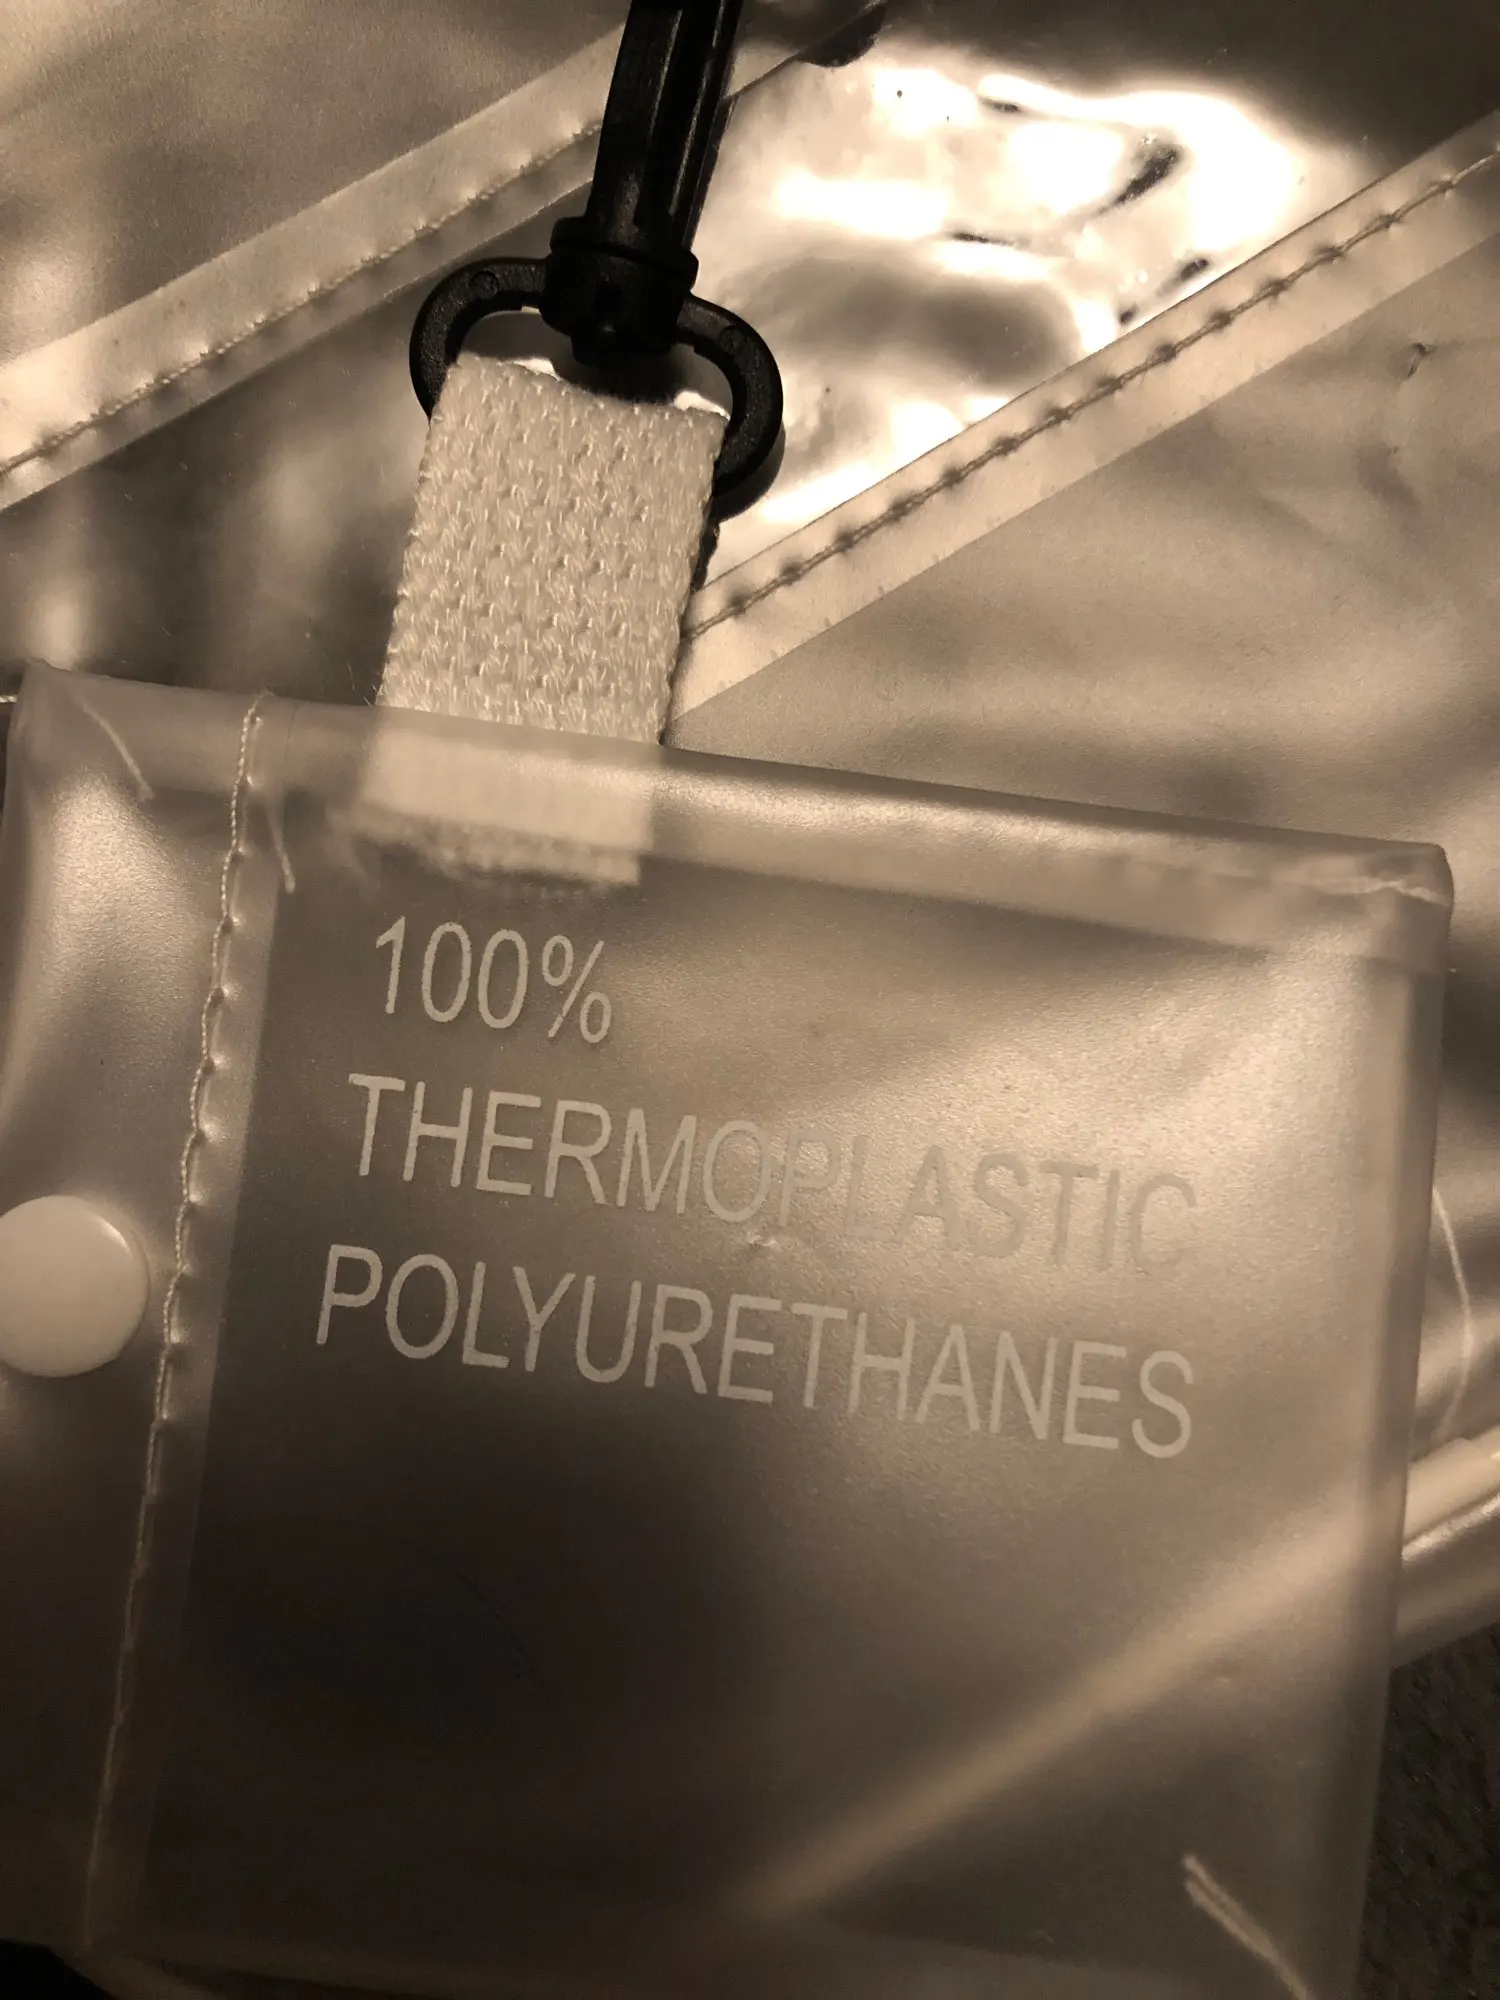 100%
THERMOPLASTIC
POLYURETHANES